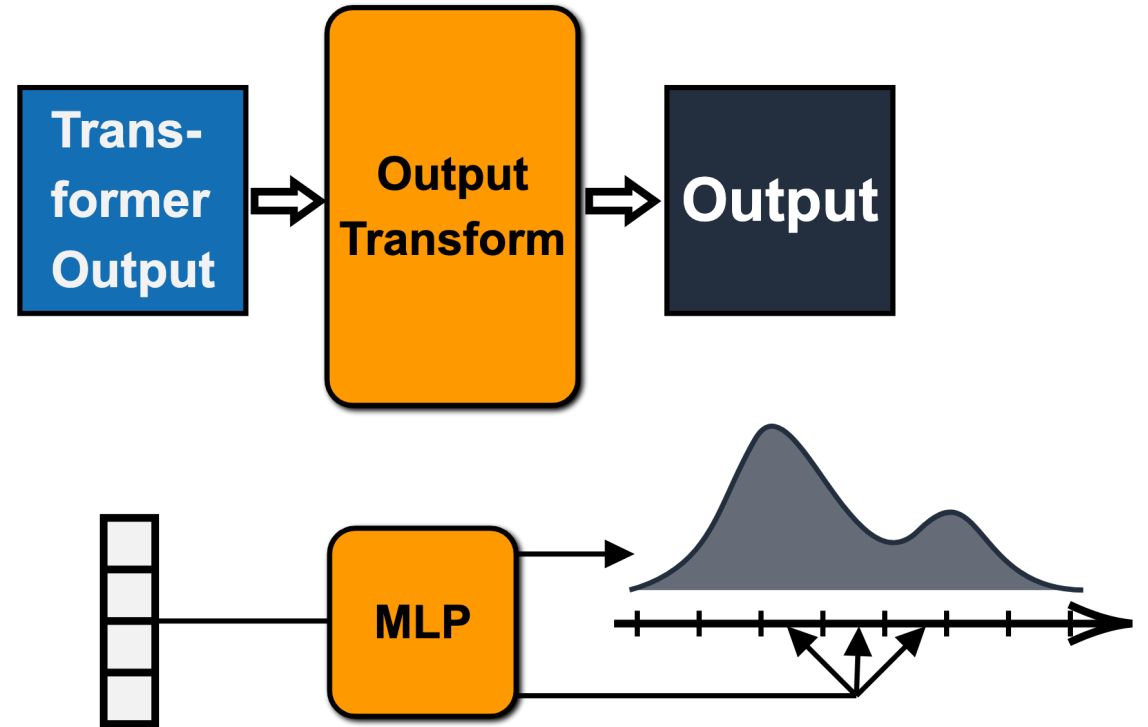 Trans-
former
Output
Output
Transform
Output
MLP